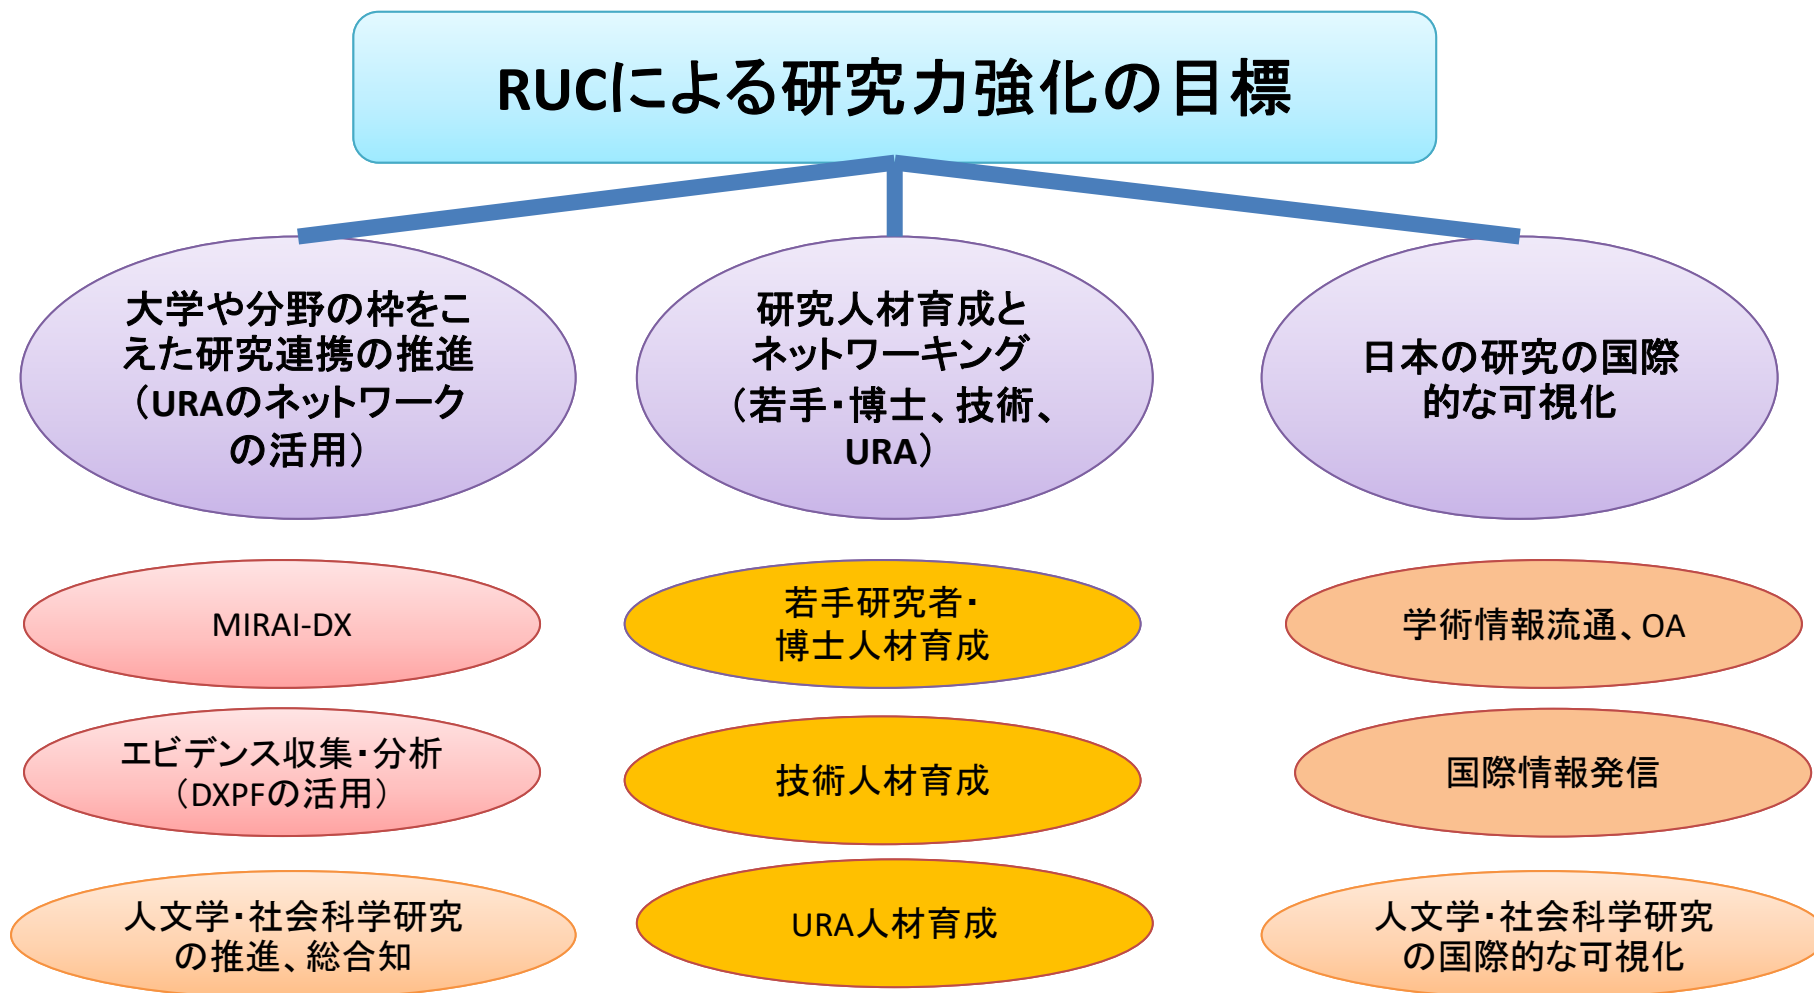 RUCによる研究力強化の目標
大学や分野の枠をこ
えた研究連携の推進
（URAのネットワーク
の活用）
研究人材育成と
ネットワーキング
（若手・博士、技術、
URA）
日本の研究の国際
的な可視化
MIRAI-DX
エビデンス収集・分析
（DXPFの活用）
人文学・社会科学研究
の推進、総合知
若手研究者・
博士人材育成
技術人材育成
URA人材育成
学術情報流通、OA
国際情報発信
人文学・社会科学研究
の国際的な可視化